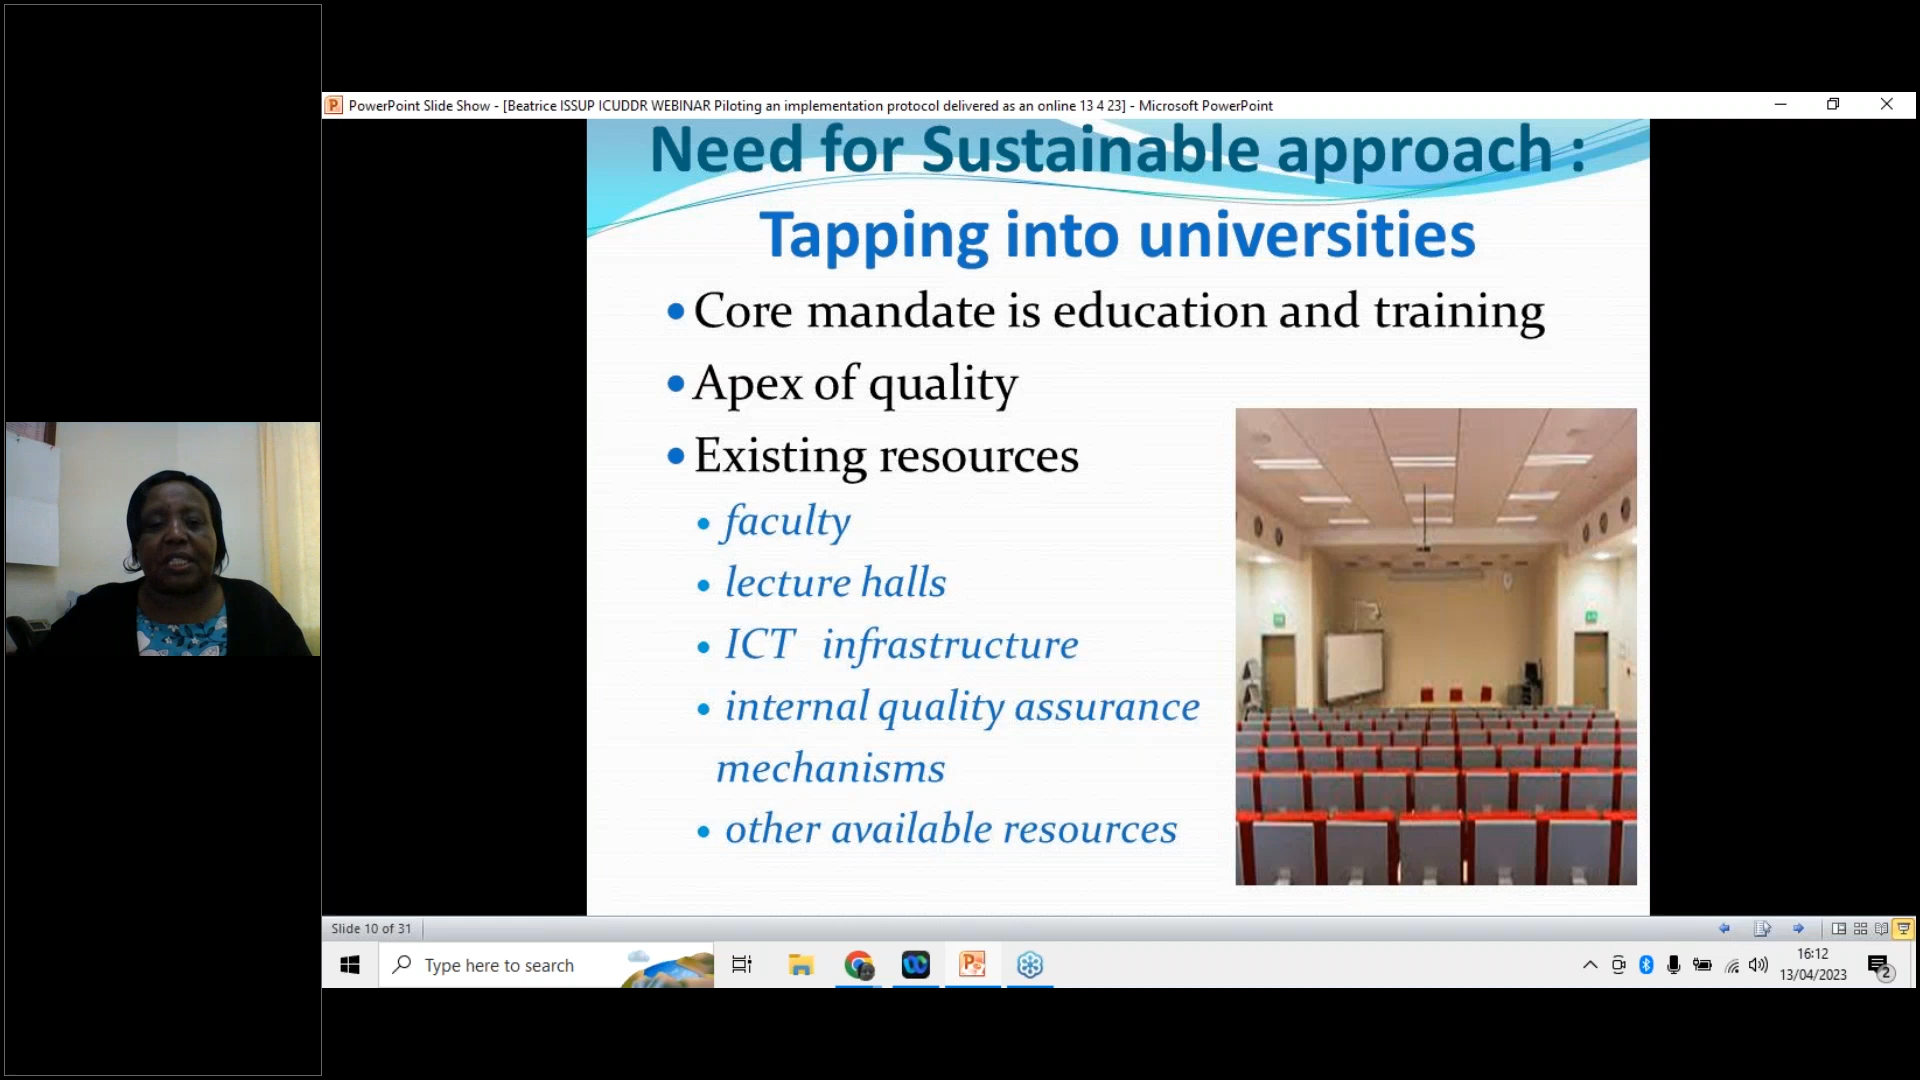 PowerPoint Slide Show - [Beatrice ISSUP ICUDDR WEBINAR Piloting an implementation protocol delivered as an online 13 4 23] - Microsoft PowerPoint
Need for Sustainable approach :
Tapping into universities
• Core mandate is education and training
• Apex of quality
• Existing resources
• faculty
• lecture halls
• ICT infrastructure
• internal quality assurance
mechanisms
• other available resources
Slide 10 of 31
Type here to search
16:12
13/04/2023
2